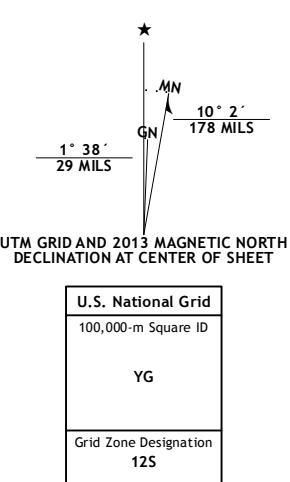 ★
MN
GN
10° 2´
178 MILS
1° 38´
29 MILS
UTM GRID AND 2013 MAGNETIC NORTH
DECLINATION AT CENTER OF SHEET
U.S. National Grid
100,000-m Square ID
YG
Grid Zone Designation
12S